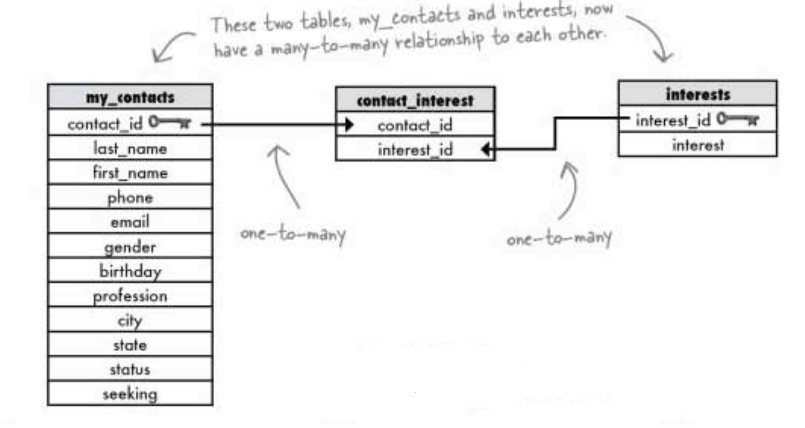 These two tables, my_contacts and interests, now
have a many-to-many relationship to each other.
my_contacts
contact_id
last_name
first_name
phone
email
gender
birthday
profession
city
state
status
seeking
contact_interest
contact_id
interest_id
interests
interest_id
interest
one-to-many
one-to-many